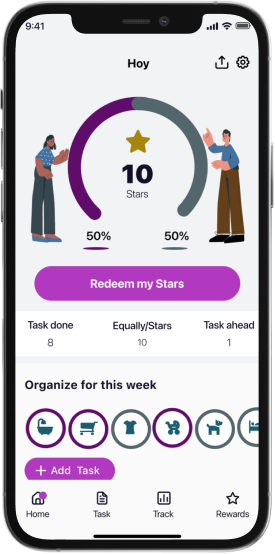 9:41
Hoy
10
Stars
50% 50%
Redeem my Stars
Task done Equally/Stars Task ahead
8 10 1
Organize for this week
+ Add Task
Home Task Track Rewards